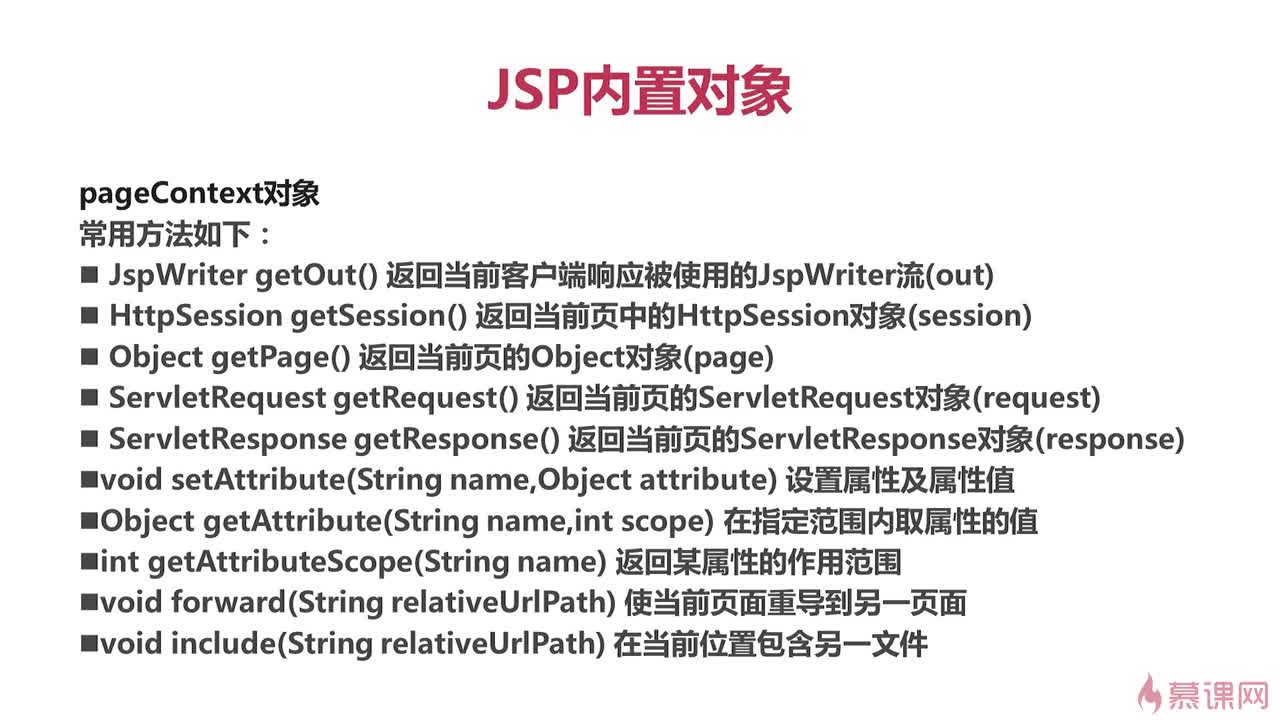 JSP内置对象
pageContext对象
常用方法如下：
■ JspWriter getOut() 返回当前客户端响应被使用的JspWriter流(out)
■ HttpSession getSession() 返回当前页中的HttpSession对象(session)
■ Object getPage() 返回当前页的Object对象(page)
■ ServletRequest getRequest() 返回当前页的ServletRequest对象(request)
■ ServletResponse getResponse() 返回当前页的ServletResponse对象(response)
■void setAttribute(String name,Object attribute) 设置属性及属性值
■Object getAttribute(String name,int scope) 在指定范围内取属性的值
■int getAttributeScope(String name) 返回某属性的作用范围
■void forward(String relativeUrlPath) 使当前页面重导到另一页面
■void include(String relativeUrlPath) 在当前位置包含另一文件
慕课网